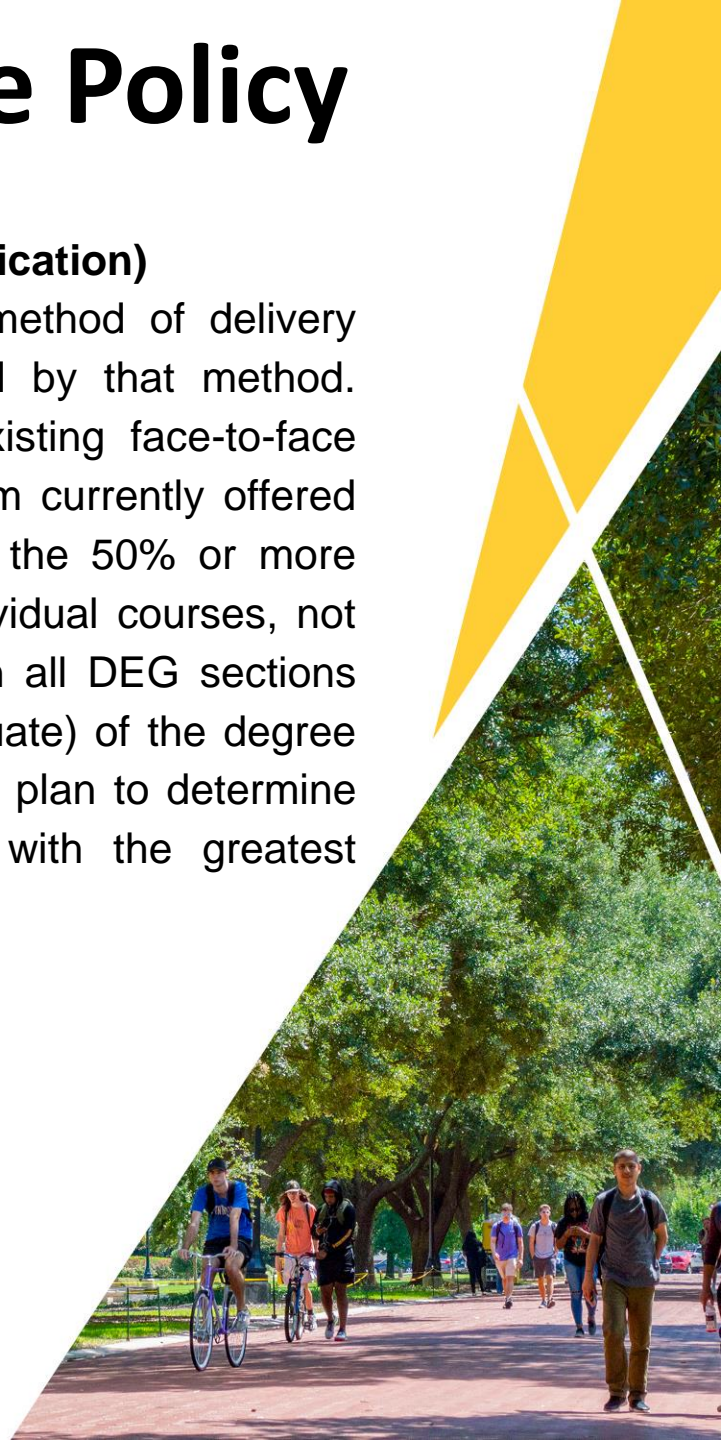 e Policy
ication)
method of delivery
by that method.
xisting face-to-face
m currently offered
the 50% or more
vidual courses, not
all DEG sections
uate) of the degree
plan to determine
with the greatest